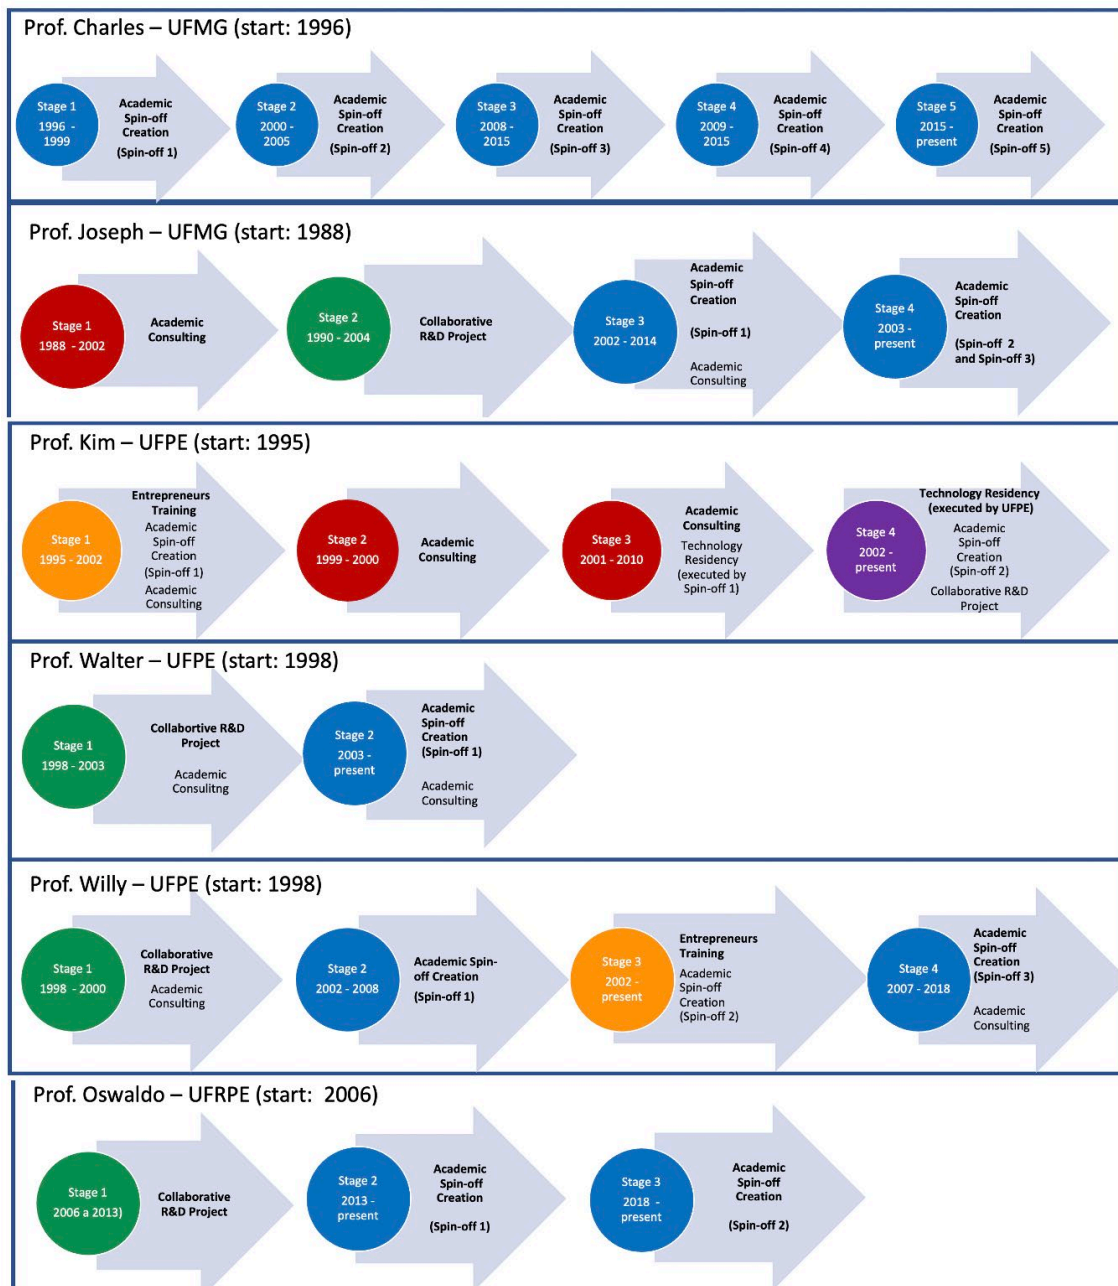 Prof. Charles – UFMG (start: 1996)
Stage 1
1996 -
1999
Academic
Spin-off
Creation
(Spin-off 1)
Stage 2
2000 -
2005
Academic
Spin-off
Creation
(Spin-off 2)
Stage 3
2008 -
2015
Academic
Spin-off
Creation
(Spin-off 3)
Stage 4
2009 -
2015
Academic
Spin-off
Creation
(Spin-off 4)
Stage 5
2015 -
present
Academic
Spin-off
Creation
(Spin-off 5)
Prof. Joseph – UFMG (start: 1988)
Stage 1
1988 - 2002
Academic
Consulting
Stage 2
1990 - 2004
Collaborative
R&D Project
Stage 3
2002 - 2014
Academic
Spin-off
Creation
(Spin-off 1)
Academic
Consulting
Stage 4
2003 -
present
Academic
Spin-off
Creation
(Spin-off 2
and Spin-off 3)
Prof. Kim – UFPE (start: 1995)
Stage 1
1995 - 2002
Entrepreneurs
Training
Academic
Spin-off
Creation
(Spin-off 1)
Academic
Consulting
Stage 2
1999 - 2000
Academic
Consulting
Stage 3
2001 - 2010
Academic
Consulting
Technology
Residency
(executed by
Spin-off 1)
Stage 4
2002 -
present
Technology Residency
(executed by UFPE)
Academic
Spin-off
Creation
(Spin-off 2)
Collaborative R&D
Project
Prof. Walter – UFPE (start: 1998)
Stage 1
1998 - 2003
Collabortive R&D
Project
Academic
Consulitng
Stage 2
2003 -
present
Academic
Spin-off
Creation
(Spin-off 1)
Academic
Consulting
Prof. Willy – UFPE (start: 1998)
Stage 1
1998 - 2000
Collaborative
R&D Project
Academic
Consulting
Stage 2
2002 - 2008
Academic Spin-
off Creation
(Spin-off 1)
Stage 3
2002 -
present
Entrepreneurs
Training
Academic
Spin-off
Creation
(Spin-off 2)
Stage 4
2007 - 2018
Academic
Spin-off
Creation
(Spin-off 3)
Academic
Consulting
Prof. Oswaldo – UFRPE (start: 2006)
Stage 1
2006 a 2013)
Collaborative
R&D Project
Stage 2
2013 -
present
Academic
Spin-off
Creation
(Spin-off 1)
Stage 3
2018 -
present
Academic
Spin-off
Creation
(Spin-off 2)